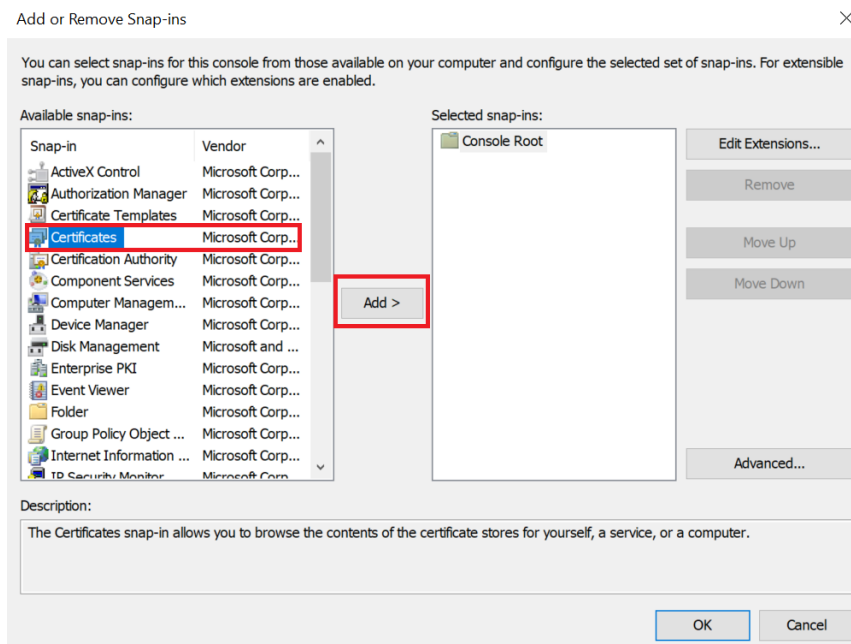 Add or Remove Snap-ins
You can select snap-ins for this console from those available on your computer and configure the selected set of snap-ins. For extensible
snap-ins, you can configure which extensions are enabled.
Available snap-ins:
Snap-in Vendor
ActiveX Control Microsoft Corp...
Authorization Manager Microsoft Corp...
Certificate Templates Microsoft Corp...
Certificates Microsoft Corp...
Certification Authority Microsoft Corp...
Component Services Microsoft Corp...
Computer Managem... Microsoft Corp...
Device Manager Microsoft Corp...
Disk Management Microsoft and ...
Enterprise PKI Microsoft Corp...
Event Viewer Microsoft Corp...
Folder Microsoft Corp...
Group Policy Object ... Microsoft Corp...
Internet Information ... Microsoft Corp...
IP Security Monitor Microsoft Corp
Add >
Selected snap-ins:
Console Root
Edit Extensions...
Remove
Move Up
Move Down
Advanced...
Description:
The Certificates snap-in allows you to browse the contents of the certificate stores for yourself, a service, or a computer.
OK Cancel